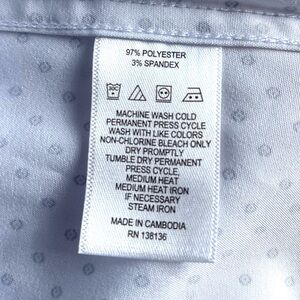 97% POLYESTER
3% SPANDEX
MACHINE WASH COLD
PERMANENT PRESS CYCLE
WASH WITH LIKE COLORS
NON-CHLORINE BLEACH ONLY
DRY PROMPTLY
TUMBLE DRY PERMANENT
PRESS CYCLE,
MEDIUM HEAT
MEDIUM HEAT IRON
IF NECESSARY
STEAM IRON
MADE IN CAMBODIA
RN 138136